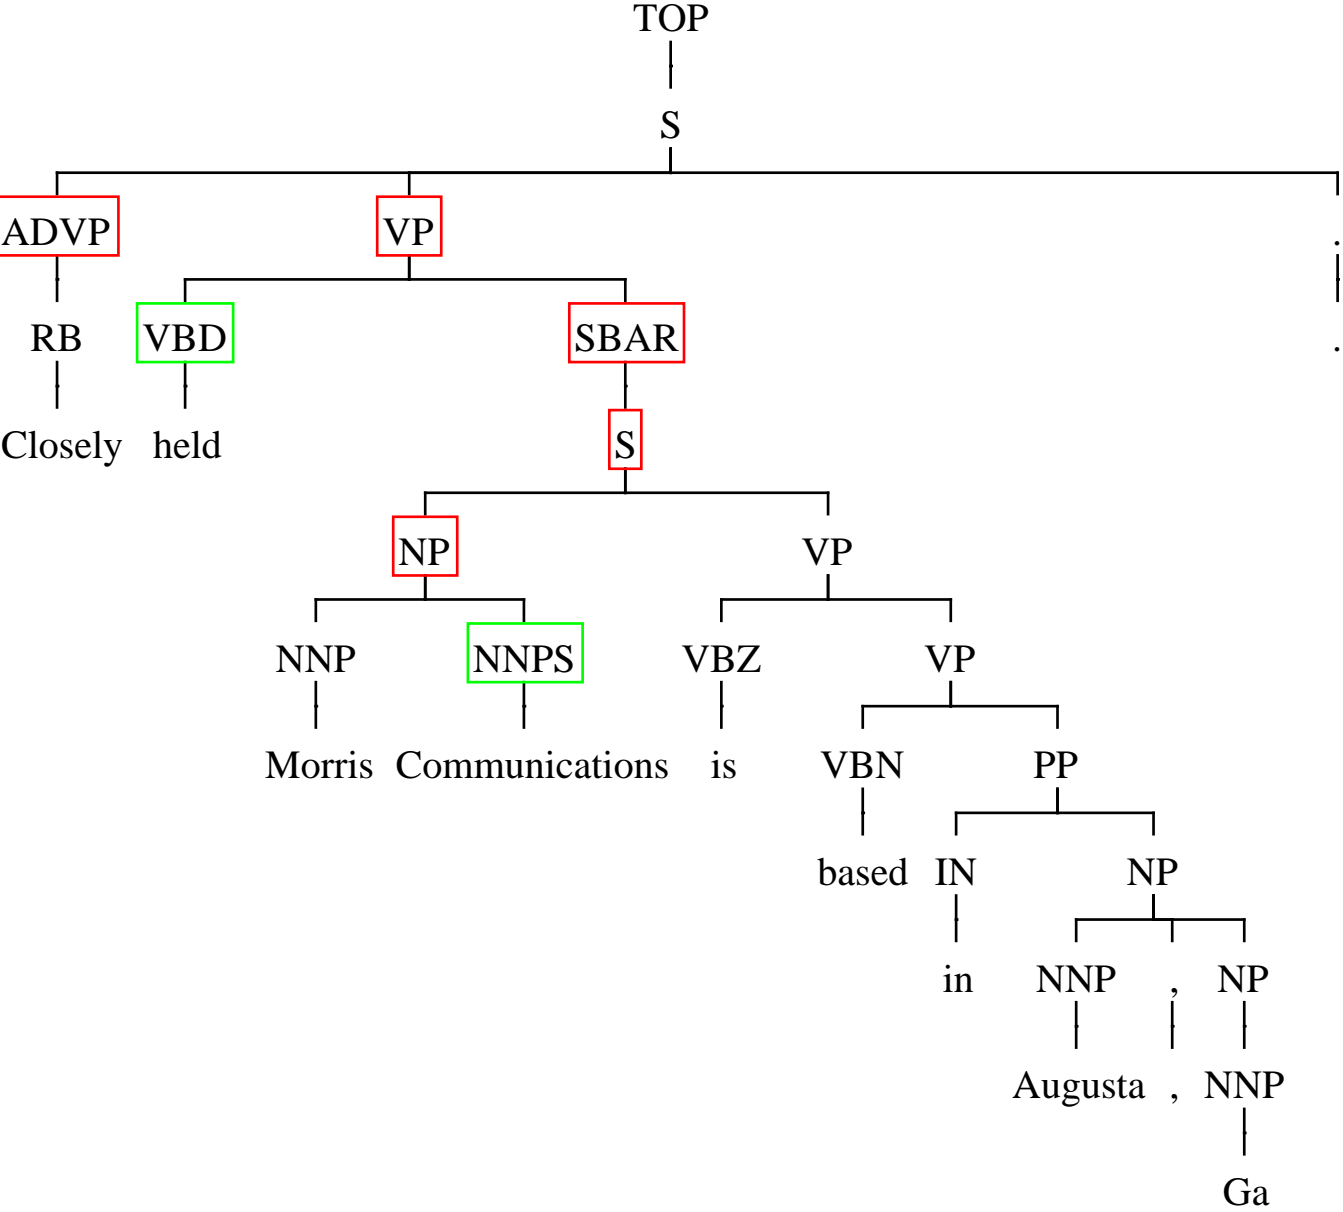 TOP
S
ADVP VP .
RB VBD SBAR .
Closely held S
NP VP
NNP NNPS VBZ VP
Morris Communications is VBN PP
based IN NP
in NNP , NP
Augusta , NNP
Ga